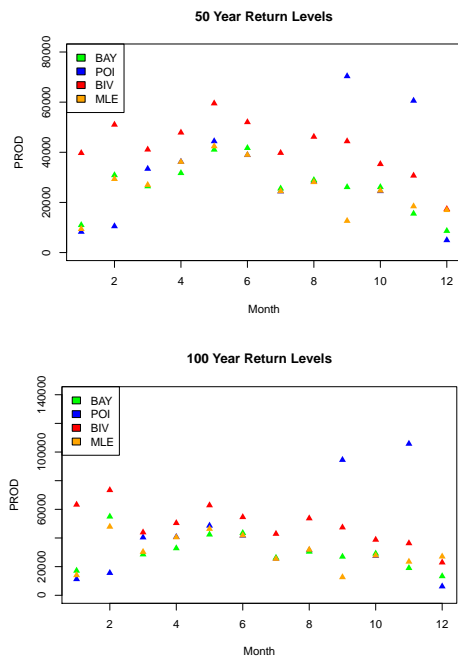 50 Year Return Levels
80000
60000
40000
20000
0
PROD
BAY
POI
BIV
MLE
2
4
6
8
10
12
Month
100 Year Return Levels
140000
100000
60000
20000
0
PROD
BAY
POI
BIV
MLE
2
4
6
8
10
12
Month